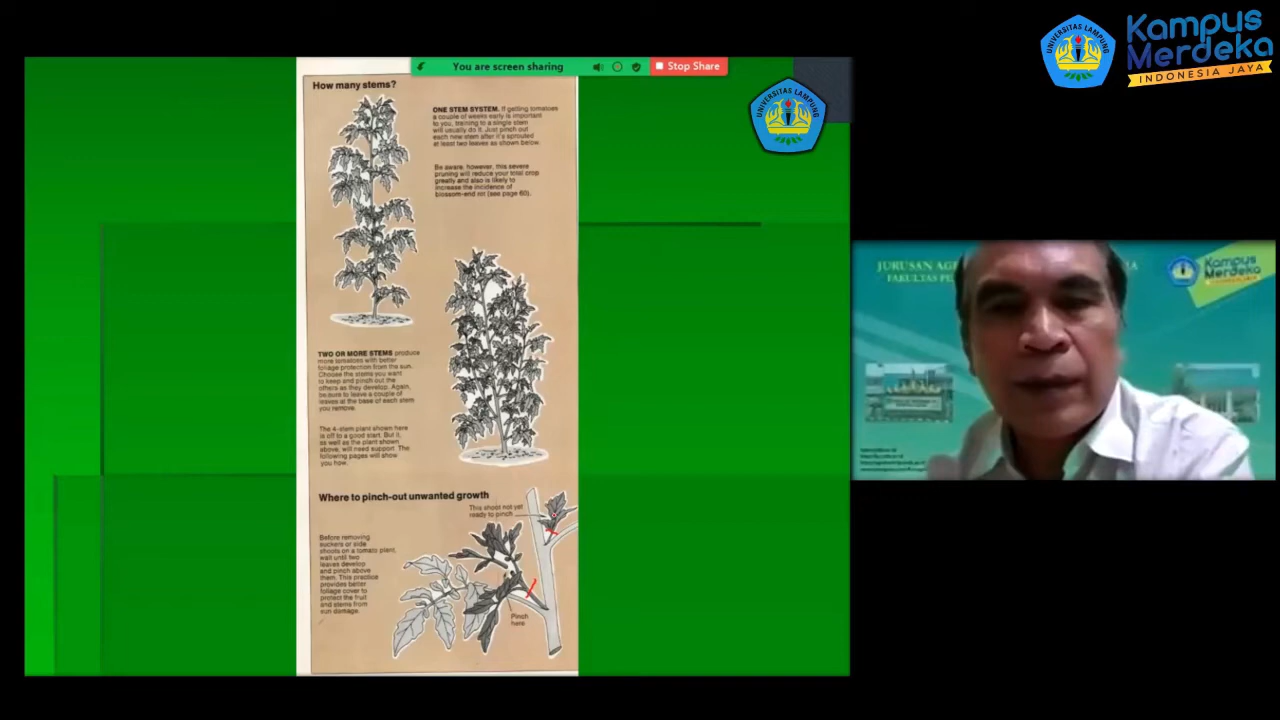 UNIVERSITAS LAMPUNG
Kampus
Merdeka
INDONESIA JAYA
You are screen sharing
Stop Share
UNIVERSITAS LAMPUNG
How many stems?
ONE STEM SYSTEM. If getting tomatoes
a couple of weeks early is important
to you, training to a single stem
will usually do it. Just pinch out
each new stem after it's sprouted
at least two leaves as shown below.
Be aware, however, this severe
pruning will reduce your total crop
greatly and also is likely to
increase the incidence of
blossom-end rot (see page 60).
TWO OR MORE STEMS produce
more tomatoes with better
foliage protection from the sun.
Choose the stems you want
to keep and pinch out the
others as they develop. Again,
be sure to leave a couple of
leaves at the base of each stem
you remove.
The 4-stem plant shown here
is off to a good start. But it,
as well as the plant shown
above, will need support. The
following pages will show
you how.
Where to pinch-out unwanted growth
This shoot not yet
ready to pinch
Before removing
suckers or side
shoots on a tomato plant,
wait until two
leaves develop
and pinch above
them. This practice
provides better
foliage cover to
protect the fruit
and stems from
sun damage.
Pinch
here
JURUSAN
FAKULTAS
Kampus
Merdeka